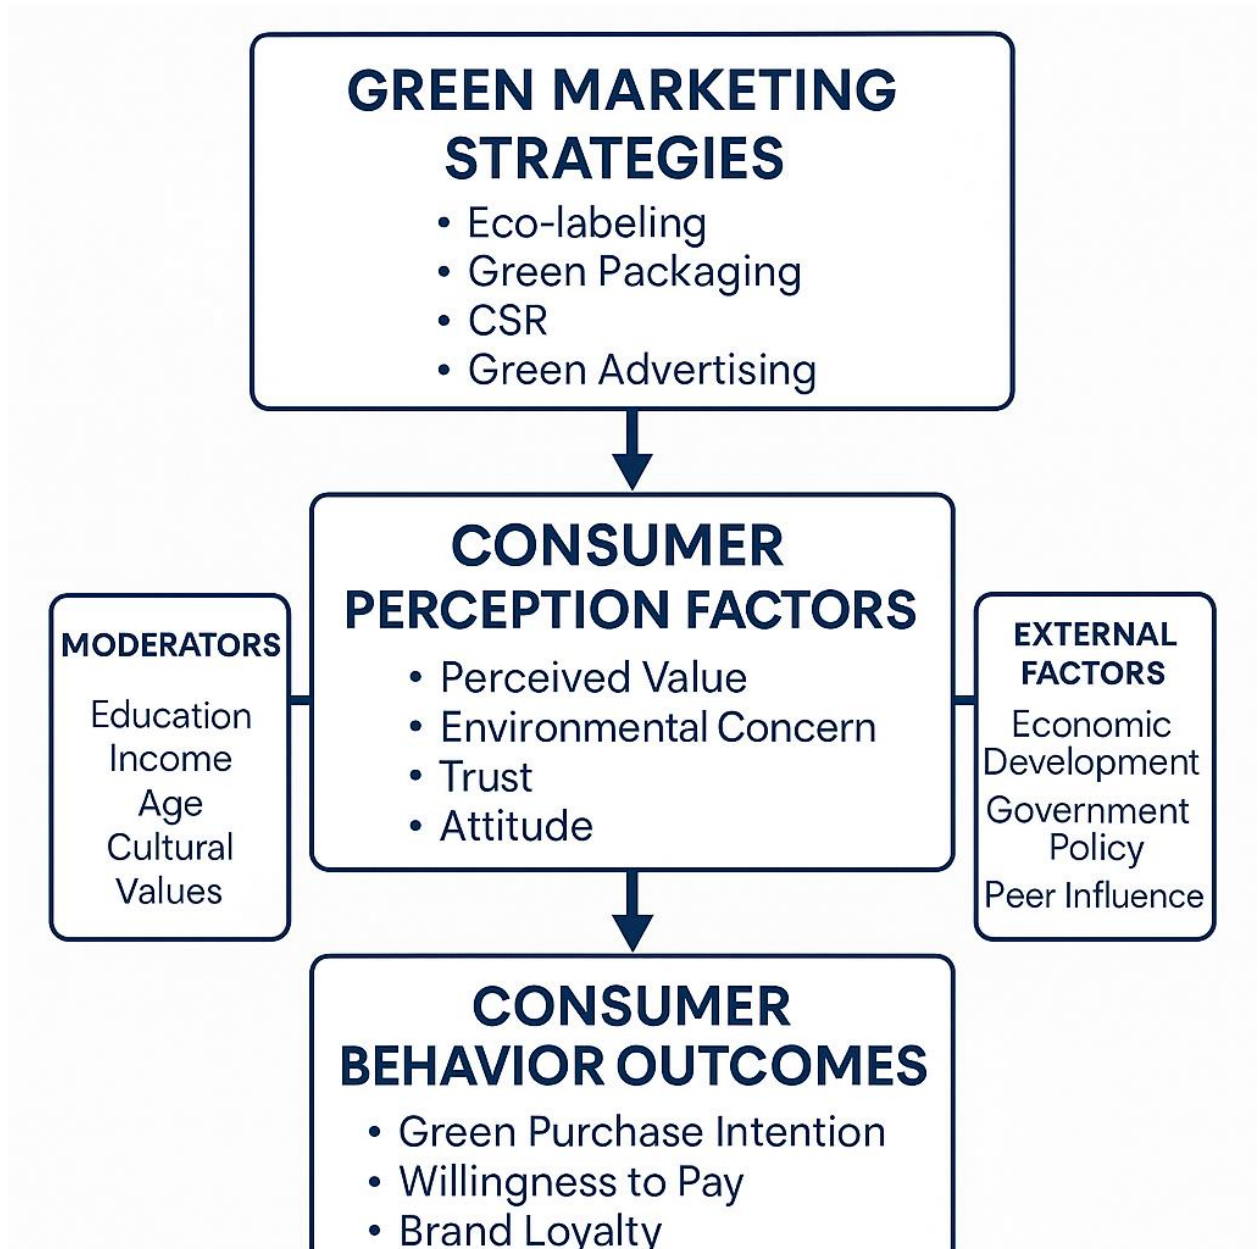 GREEN MARKETING
STRATEGIES
• Eco-labeling
• Green Packaging
• CSR
• Green Advertising
CONSUMER
PERCEPTION FACTORS
• Perceived Value
• Environmental Concern
• Trust
• Attitude
MODERATORS
Education
Income
Age
Cultural
Values
EXTERNAL
FACTORS
Economic
Development
Government
Policy
Peer Influence
CONSUMER
BEHAVIOR OUTCOMES
• Green Purchase Intention
• Willingness to Pay
• Brand Loyalty